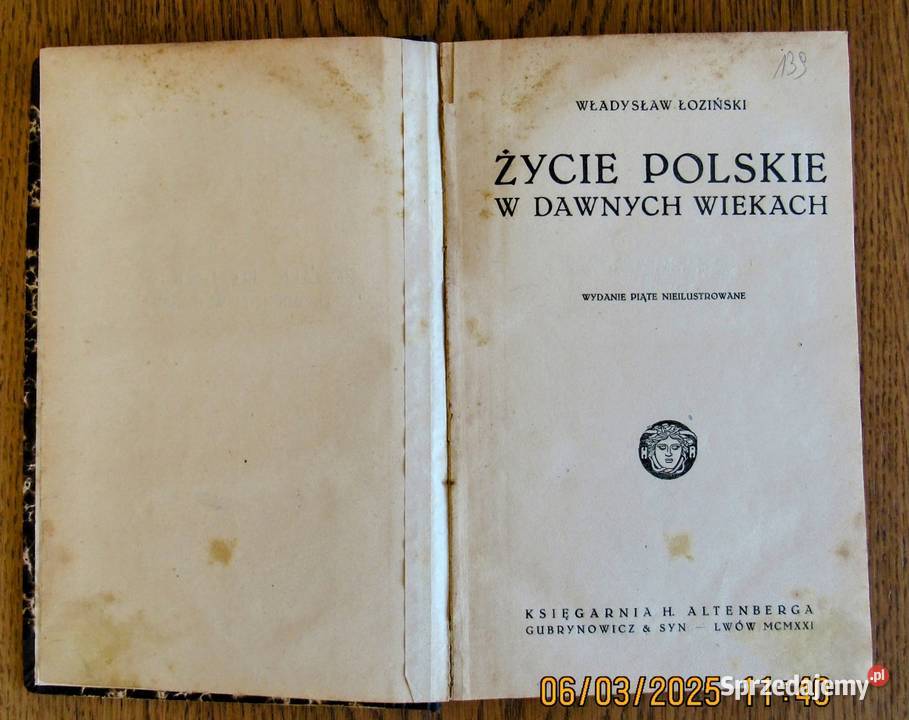 139
WŁADYSŁAW ŁOZIŃSKI
ŻYCIE POLSKIE
W DAWNYCH WIEKACH
WYDANIE PIĄTE NIEILUSTROWANE
H A
KSIĘGARNIA H. ALTENBERGA
GUBRYNOWICZ & SYN — LWÓW MCMXXI
06/03/2025
Sprzedajemy.pl